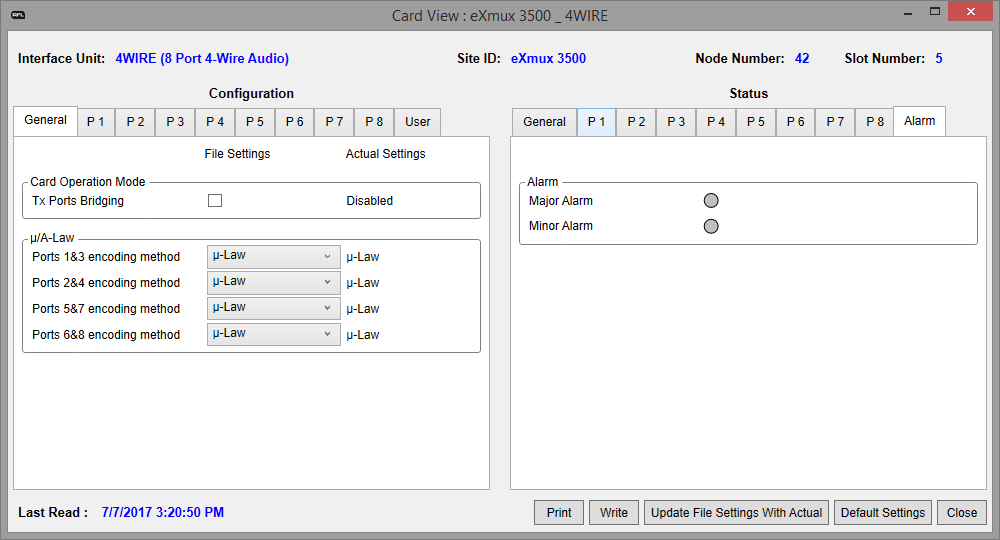 AFL
Card View : eXmux 3500 _ 4WIRE
Interface Unit: 4WIRE (8 Port 4-Wire Audio) Site ID: eXmux 3500 Node Number: 42 Slot Number: 5
Configuration
General P 1 P 2 P 3 P 4 P 5 P 6 P 7 P 8 User
File Settings Actual Settings
Card Operation Mode
Tx Ports Bridging Disabled
µ/A-Law
Ports 1&3 encoding method µ-Law µ-Law
Ports 2&4 encoding method µ-Law µ-Law
Ports 5&7 encoding method µ-Law µ-Law
Ports 6&8 encoding method µ-Law µ-Law
Status
General P 1 P 2 P 3 P 4 P 5 P 6 P 7 P 8 Alarm
Alarm
Major Alarm
Minor Alarm
Last Read : 7/7/2017 3:20:50 PM
Print Write Update File Settings With Actual Default Settings Close